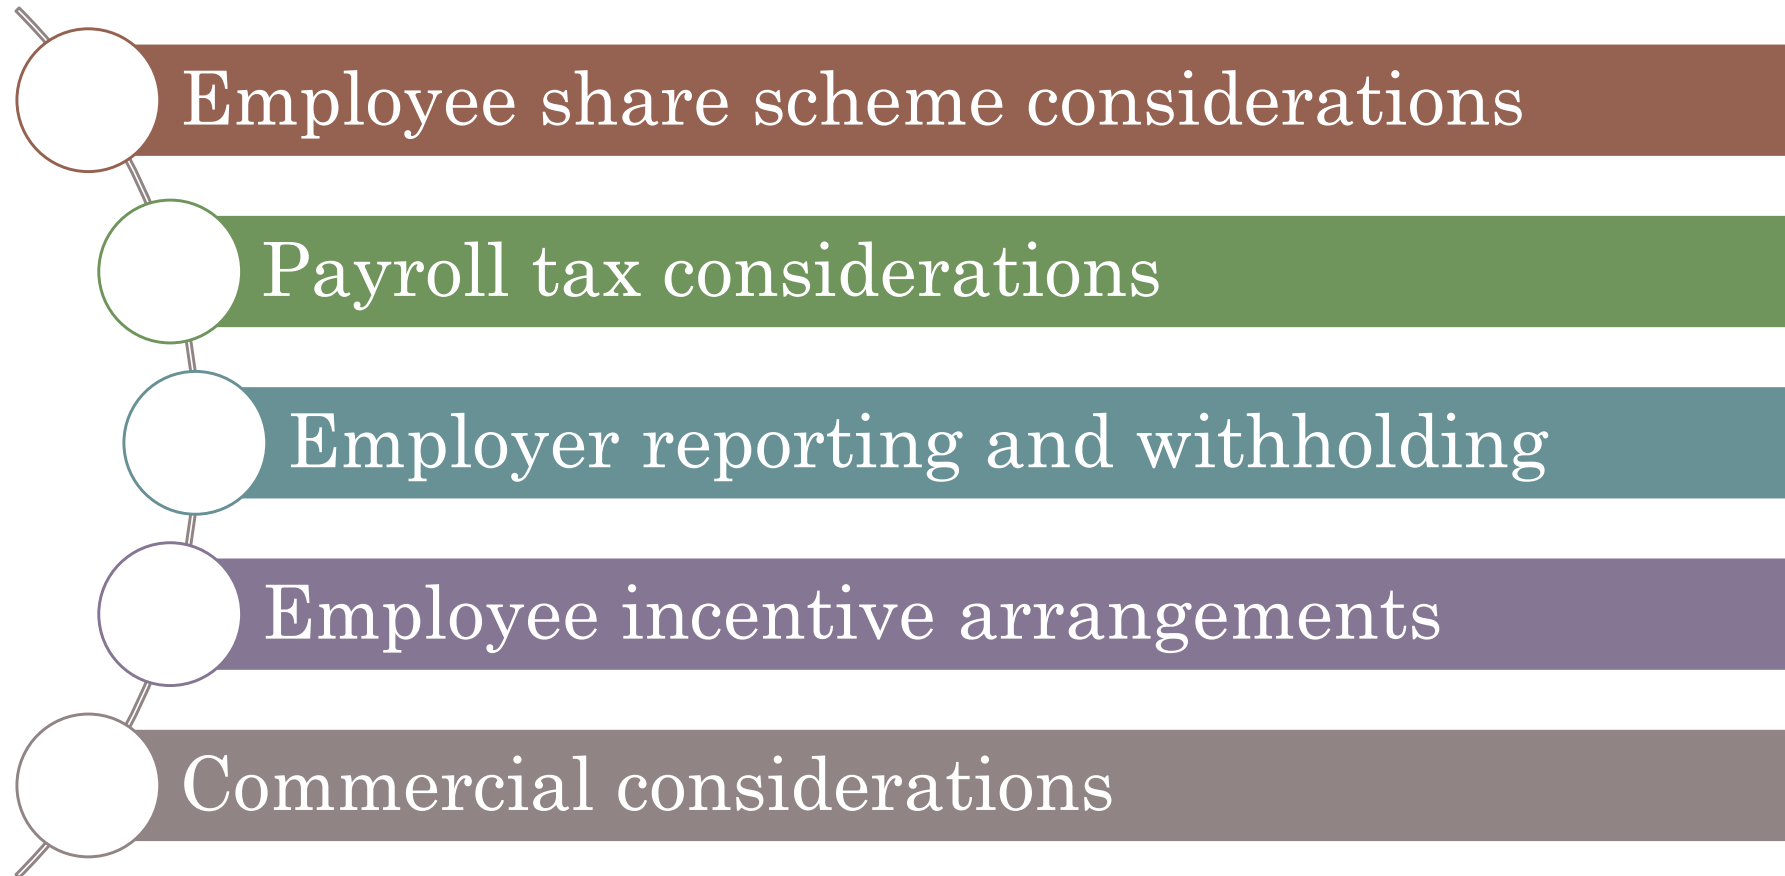 Employee share scheme considerations
Payroll tax considerations
Employer reporting and withholding
Employee incentive arrangements
Commercial considerations